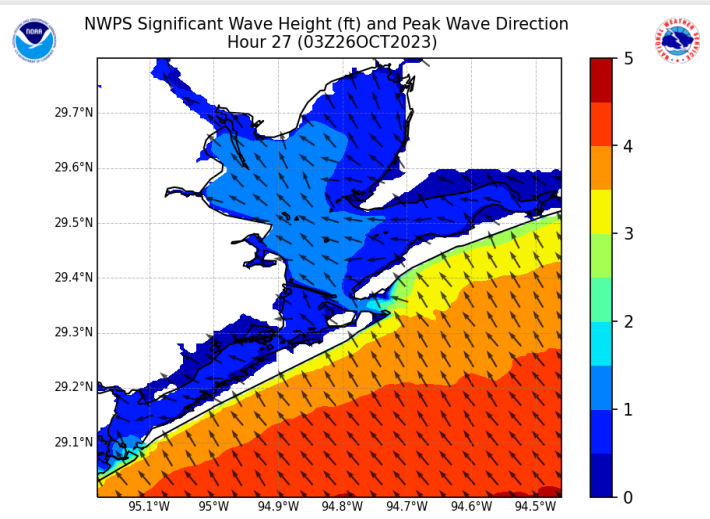 NWPS Significant Wave Height (ft) and Peak Wave Direction
Hour 27 (03Z26OCT2023)
NOAA
5
4
3
2
1
0
29.7°N
29.6°N
29.5°N
29.4°N
29.3°N
29.2°N
29.1°N
95.1°W 95°W 94.9°W 94.8°W 94.7°W 94.6°W 94.5°W